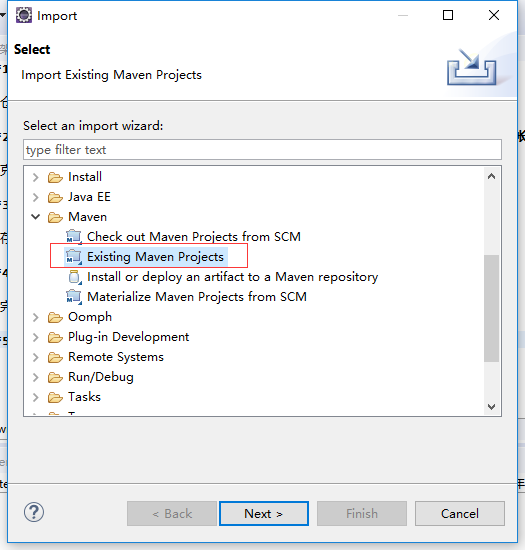 Import
Select
Import Existing Maven Projects
Select an import wizard:
type filter text
Install
Java EE
Maven
Check out Maven Projects from SCM
Existing Maven Projects
Install or deploy an artifact to a Maven repository
Materialize Maven Projects from SCM
Oomph
Plug-in Development
Remote Systems
Run/Debug
Tasks
< Back
Next >
Finish
Cancel